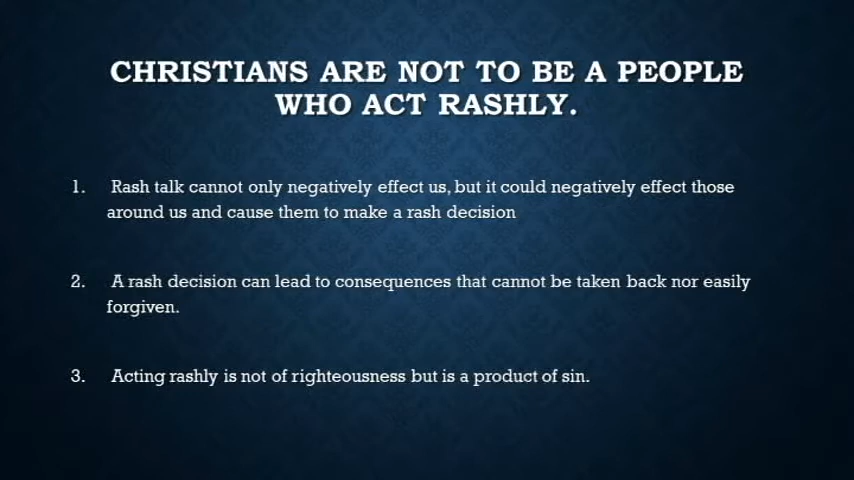 CHRISTIANS ARE NOT TO BE A PEOPLE
WHO ACT RASHLY.
1. Rash talk cannot only negatively effect us, but it could negatively effect those
around us and cause them to make a rash decision
2. A rash decision can lead to consequences that cannot be taken back nor easily
forgiven.
3. Acting rashly is not of righteousness but is a product of sin.